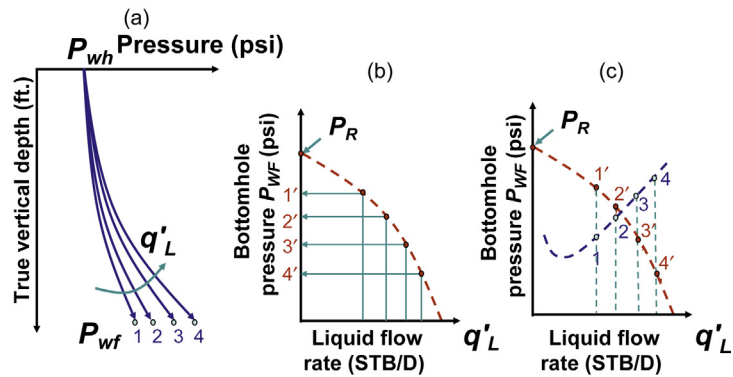 (a)
P_wh Pressure (psi)
True vertical depth (ft.)
q'_L
P_wf 1 2 3 4
(b)
Bottomhole
pressure P_WF (psi)
P_R
1'
2'
3'
4'
Liquid flow
rate (STB/D)
q'_L
(c)
Bottomhole
pressure P_WF (psi)
P_R
1'
2'
3'
4'
1
2
3
4
Liquid flow
rate (STB/D)
q'_L